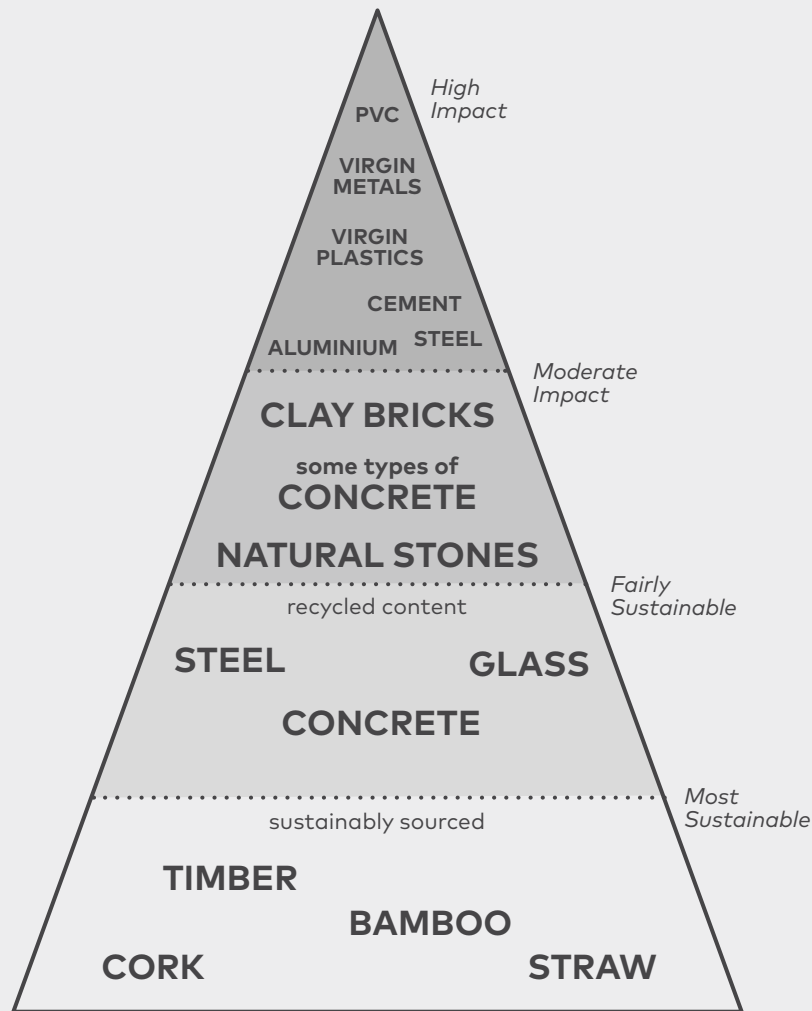 High
Impact
PVC
VIRGIN
METALS
VIRGIN
PLASTICS
CEMENT
STEEL
ALUMINIUM
Moderate
Impact
CLAY BRICKS
some types of
CONCRETE
NATURAL STONES
Fairly
Sustainable
recycled content
STEEL
GLASS
CONCRETE
Most
Sustainable
sustainably sourced
TIMBER
BAMBOO
CORK
STRAW